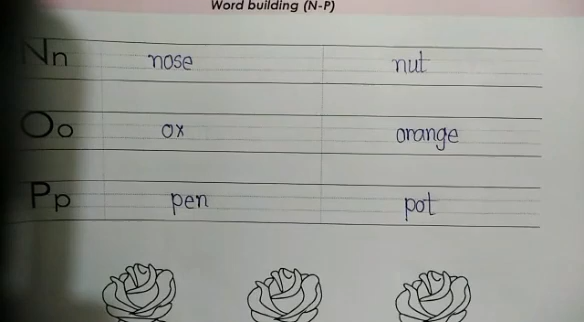 Word building (N-P)
Nn nose nut
Oo ox orange
Pp pen pot